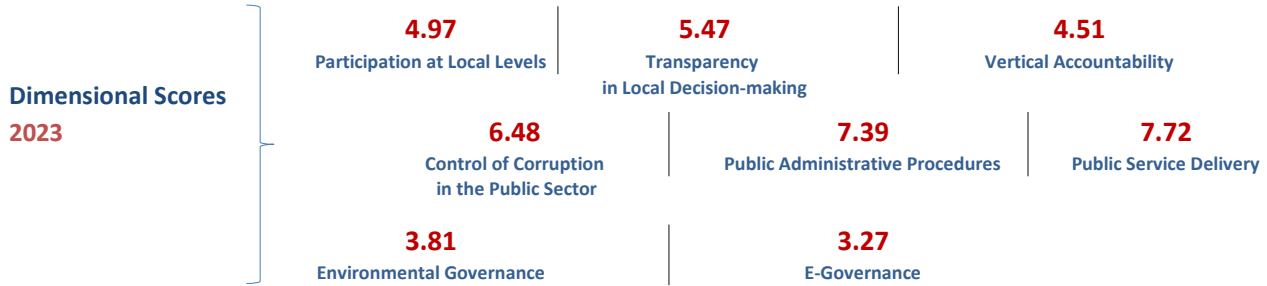 Dimensional Scores
2023
4.97
Participation at Local Levels
5.47
Transparency
in Local Decision-making
4.51
Vertical Accountability
6.48
Control of Corruption
in the Public Sector
7.39
Public Administrative Procedures
7.72
Public Service Delivery
3.81
Environmental Governance
3.27
E-Governance